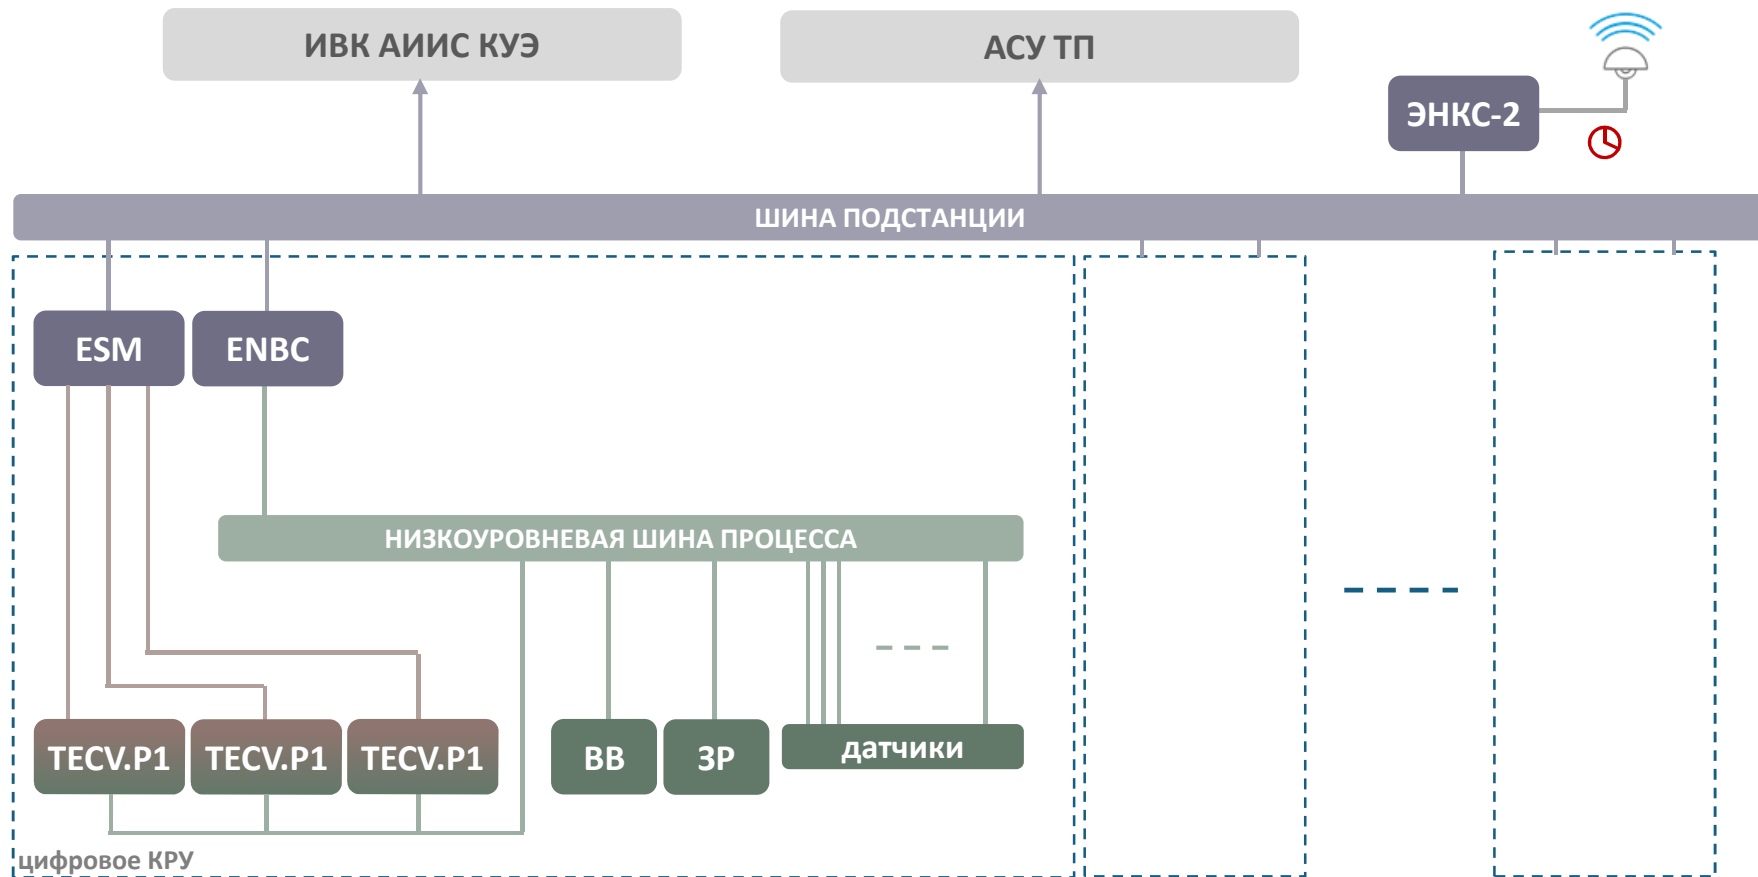 ИВК АИИС КУЭ
АСУ ТП
ЭНКС-2
ШИНА ПОДСТАНЦИИ
ESM
ENBC
НИЗКОУРОВНЕВАЯ ШИНА ПРОЦЕССА
TECV.P1
TECV.P1
TECV.P1
ВВ
ЗР
датчики
цифровое КРУ